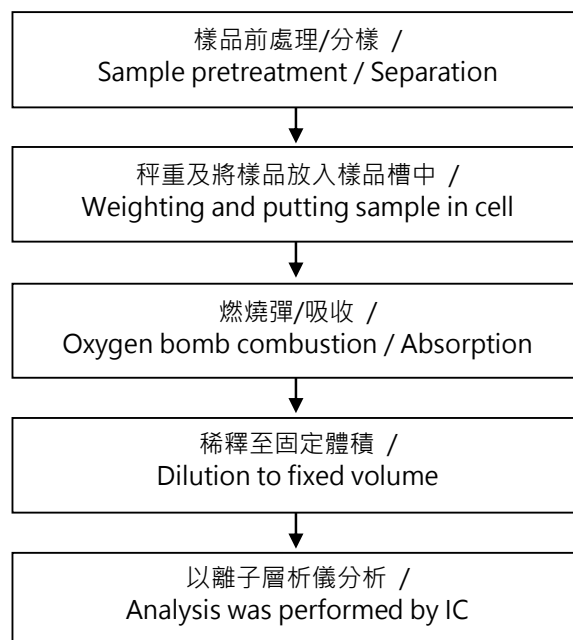 樣品前處理/分樣 /
Sample pretreatment / Separation
秤重及將樣品放入樣品槽中 /
Weighting and putting sample in cell
燃燒彈/吸收 /
Oxygen bomb combustion / Absorption
稀釋至固定體積 /
Dilution to fixed volume
以離子層析儀分析 /
Analysis was performed by IC